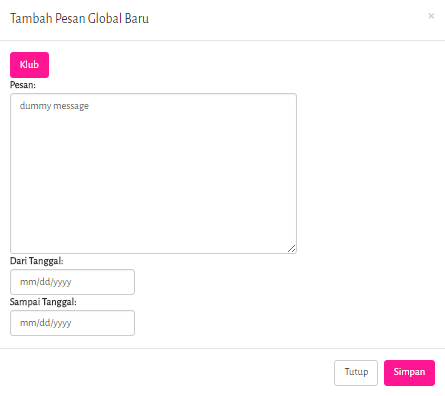 Tambah Pesan Global Baru
×
Klub
Pesan:
dummy message
Dari Tanggal:
mm/dd/yyyy
Sampai Tanggal:
mm/dd/yyyy
Tutup Simpan